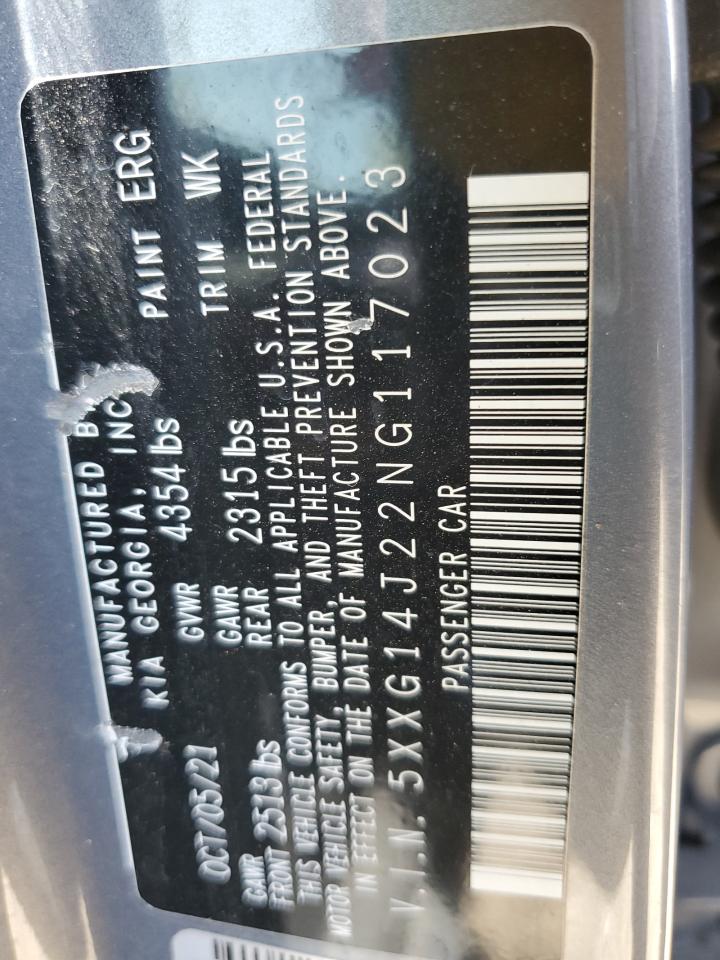 MANUFACTURED B
KIA GEORGIA, INC
PAINT ERG
OCT/05/21
GVWR 4354 lbs
TRIM WK
GAWR FRONT 2513 lbs
GAWR REAR 2315 lbs
THIS VEHICLE CONFORMS TO ALL APPLICABLE U.S.A. FEDERAL
MOTOR VEHICLE SAFETY, BUMPER, AND THEFT PREVENTION STANDARDS
IN EFFECT ON THE DATE OF MANUFACTURE SHOWN ABOVE.
V.I.N. 5XXG14J22NG117023
PASSENGER CAR